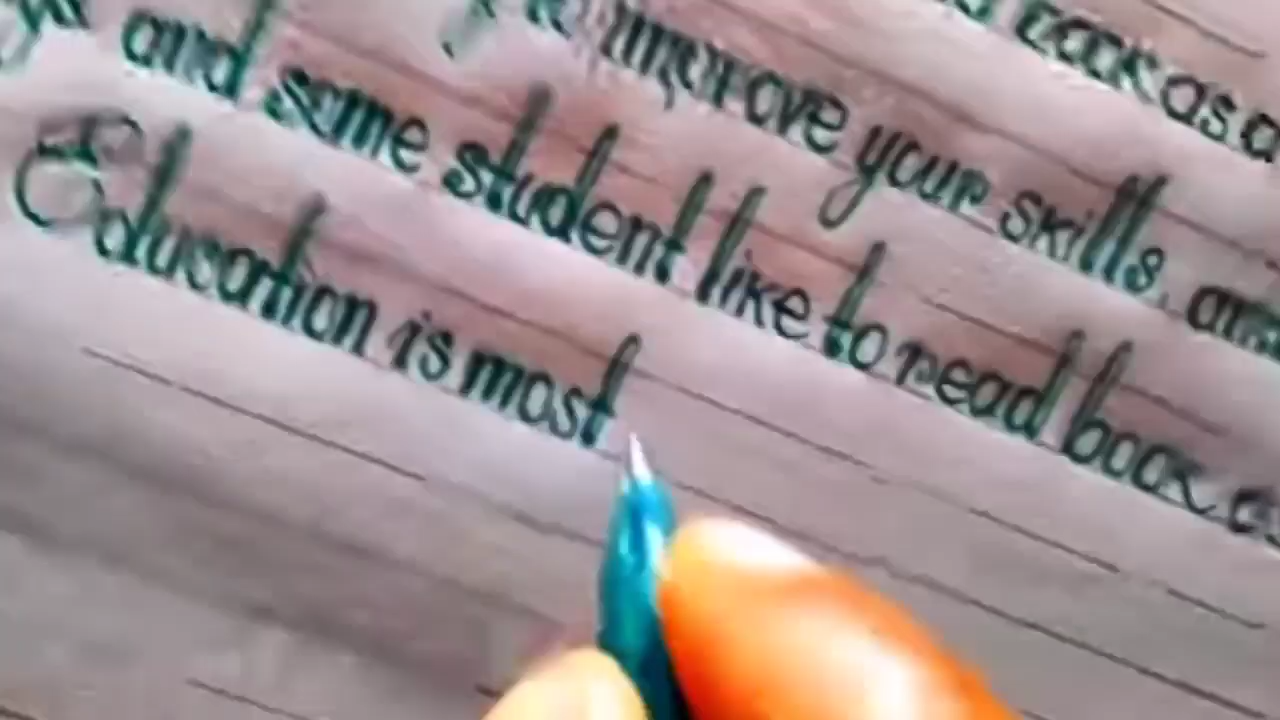 book as a
improve your skills, and
and some student like to read book as
Education is most